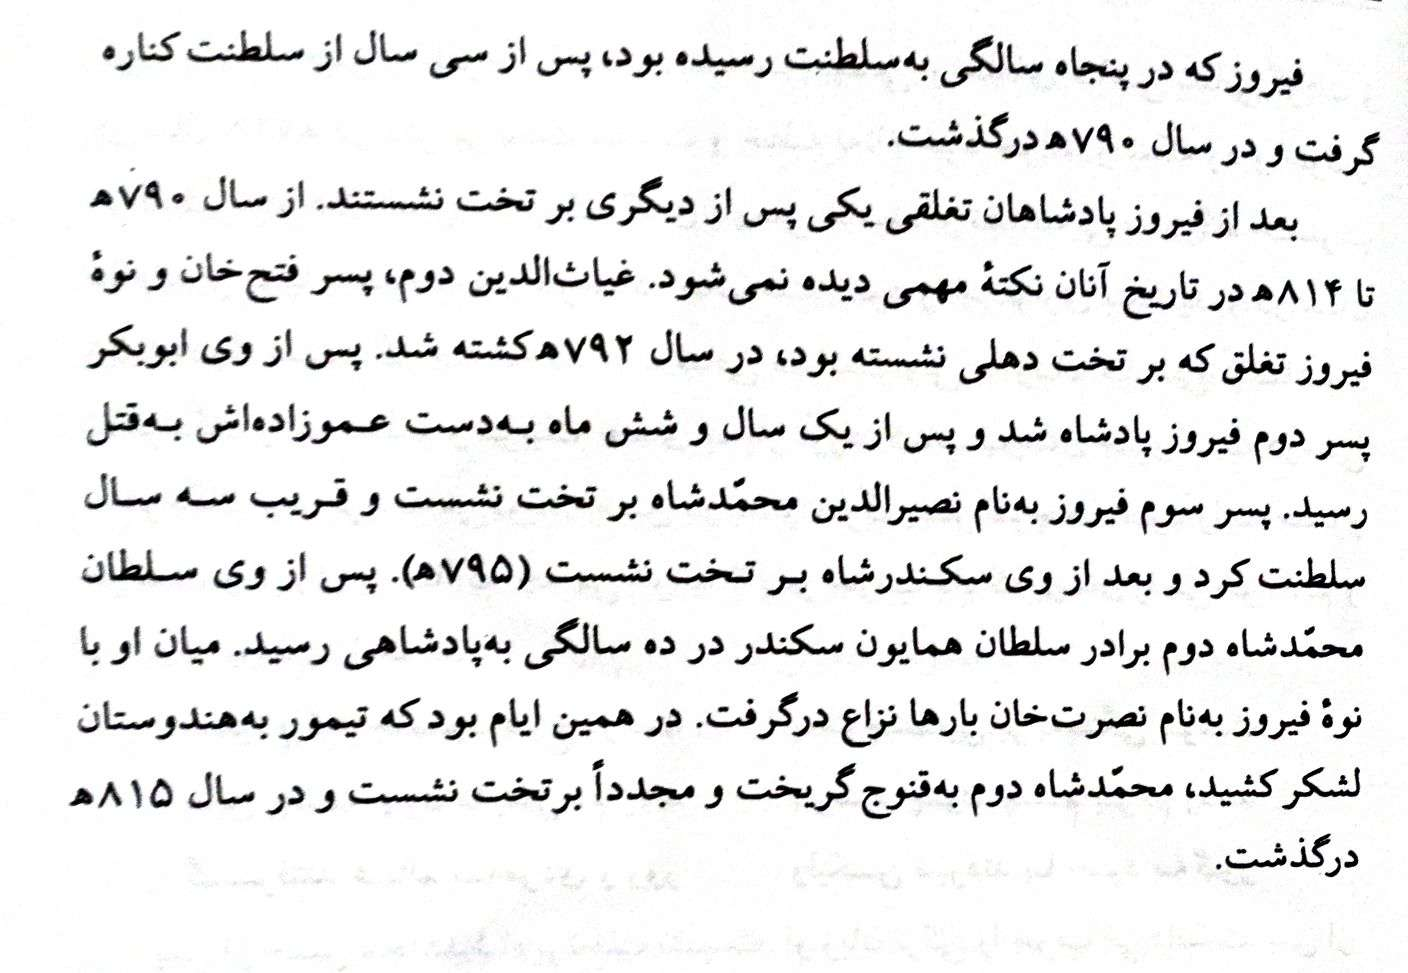 فیروز که در پنجاه سالگی به‌سلطنت رسیده بود، پس از سی سال از سلطنت کناره
گرفت و در سال ۷۹۰ه‍ درگذشت.
بعد از فیروز پادشاهان تغلقی یکی پس از دیگری بر تخت نشستند. از سال ۷۹۰ه‍
تا ۸۱۴ه‍ در تاریخ آنان نکتهٔ مهمی دیده نمی‌شود. غیاث‌الدین دوم، پسر فتح‌خان و نوهٔ
فیروز تغلق که بر تخت دهلی نشسته بود، در سال ۷۹۲ه‍ کشته شد. پس از وی ابوبکر
پسر دوم فیروز پادشاه شد و پس از یک سال و شش ماه به‌دست عموزاده‌اش به‌قتل
رسید. پسر سوم فیروز به‌نام نصیرالدین محمّدشاه بر تخت نشست و قریب سه سال
سلطنت کرد و بعد از وی سکندرشاه بر تخت نشست (۷۹۵ه‍). پس از وی سلطان
محمّدشاه دوم برادر سلطان همایون سکندر در ده سالگی به‌پادشاهی رسید. میان او با
نوهٔ فیروز به‌نام نصرت‌خان بارها نزاع درگرفت. در همین ایام بود که تیمور به‌هندوستان
لشکر کشید، محمّدشاه دوم به‌قنوج گریخت و مجدداً برتخت نشست و در سال ۸۱۵ه‍
درگذشت.